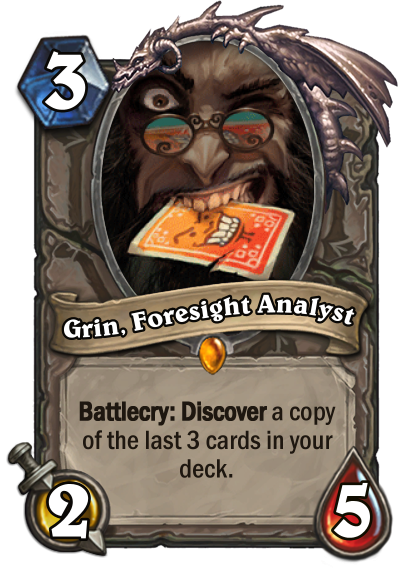 3
Grin, Foresight Analyst
Battlecry: Discover a copy
of the last 3 cards in your
deck.
2
5